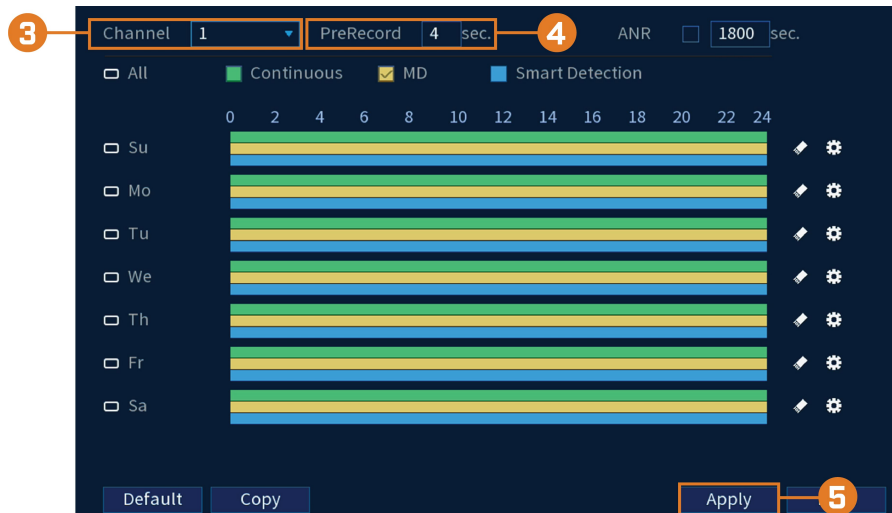 3 Channel 1 PreRecord 4 sec. 4 ANR 1800 sec.
All Continuous MD Smart Detection
0 2 4 6 8 10 12 14 16 18 20 22 24
Su
Mo
Tu
We
Th
Fr
Sa
Default Copy Apply 5